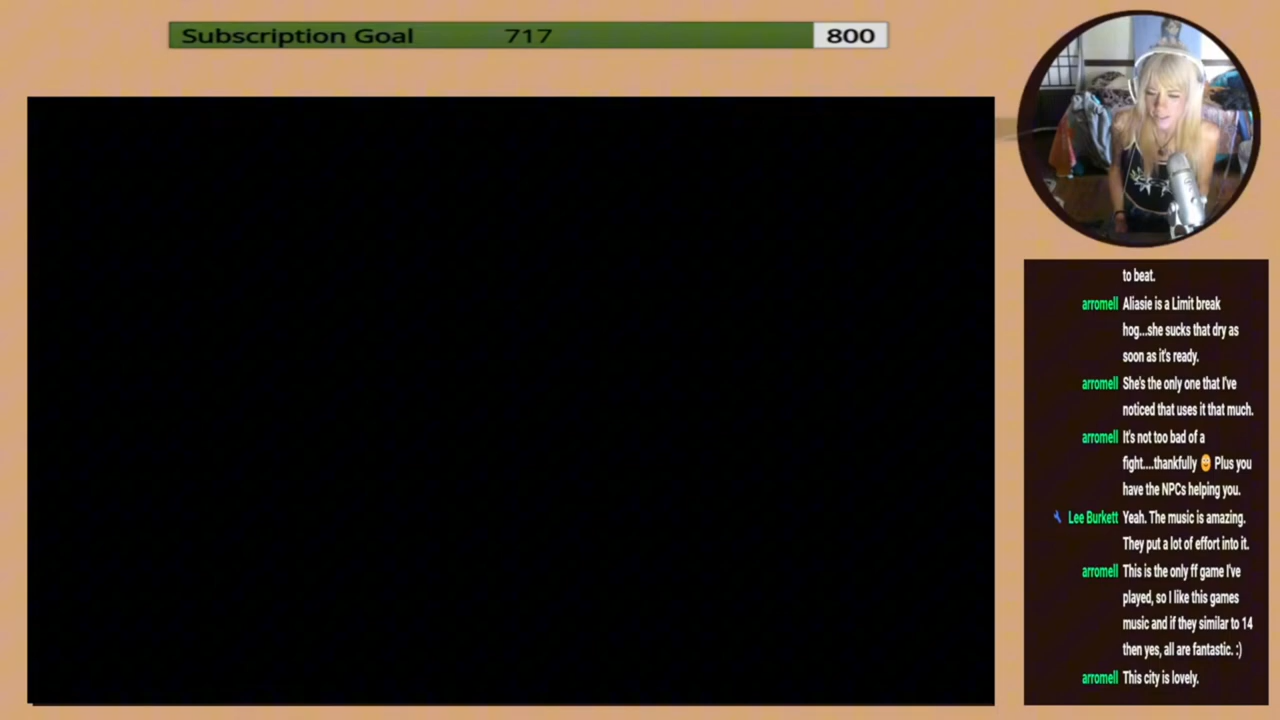 Subscription Goal 717 800
to beat.
arromell Aliasie is a Limit break
hog...she sucks that dry as
soon as it's ready.
arromell She's the only one that I've
noticed that uses it that much.
arromell It's not too bad of a
fight....thankfully Plus you
have the NPCs helping you.
Lee Burkett Yeah. The music is amazing.
They put a lot of effort into it.
arromell This is the only ff game I've
played, so I like this games
music and if they similar to 14
then yes, all are fantastic. :)
arromell This city is lovely.